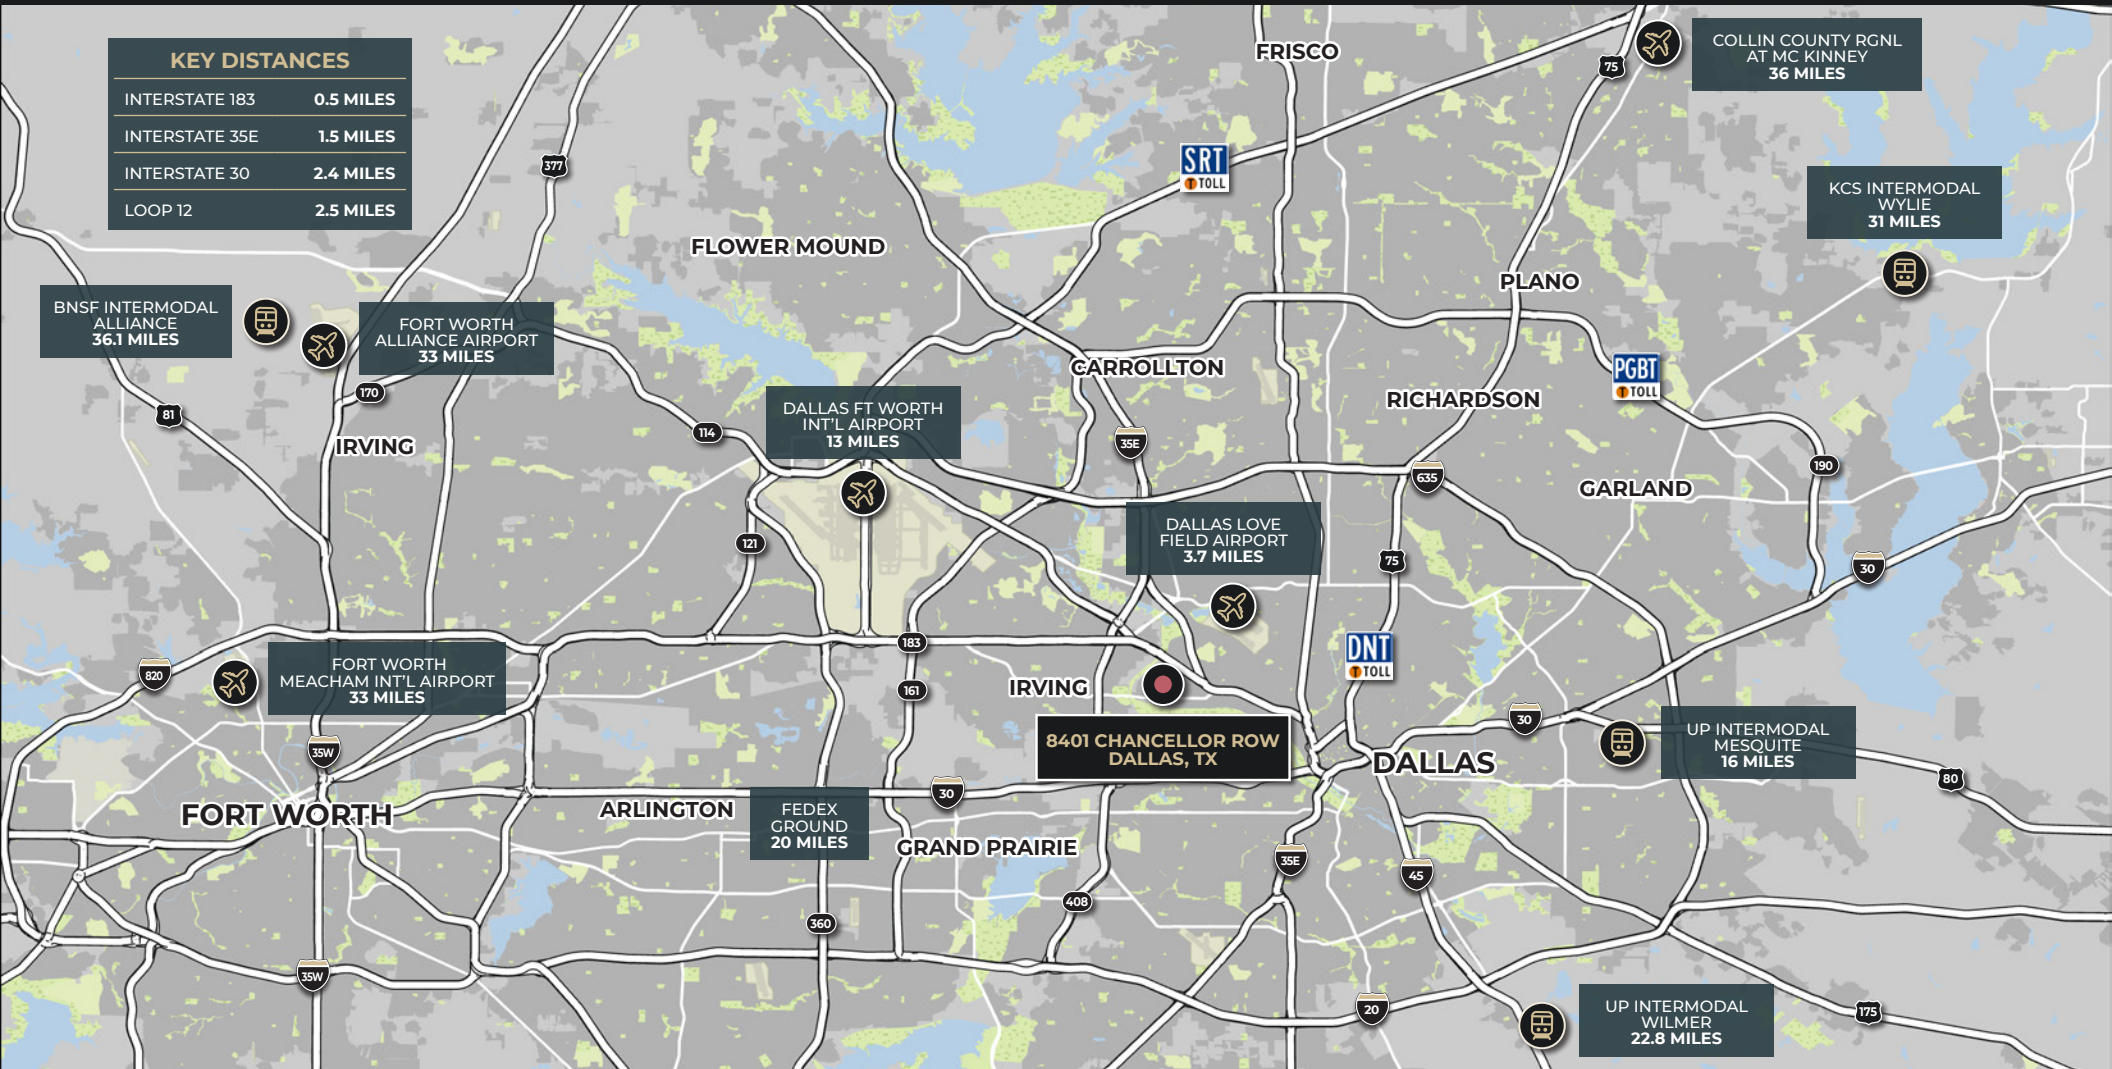 KEY DISTANCES
INTERSTATE 183 0.5 MILES
INTERSTATE 35E 1.5 MILES
INTERSTATE 30 2.4 MILES
LOOP 12 2.5 MILES
FRISCO
75
COLLIN COUNTY RGNL
AT MC KINNEY
36 MILES
377
SRT
T TOLL
KCS INTERMODAL
WYLIE
31 MILES
FLOWER MOUND
PLANO
BNSF INTERMODAL
ALLIANCE
36.1 MILES
FORT WORTH
ALLIANCE AIRPORT
33 MILES
170
81
CARROLLTON
PGBT
T TOLL
RICHARDSON
DALLAS FT WORTH
INT'L AIRPORT
13 MILES
114
IRVING
35E
635
190
GARLAND
DALLAS LOVE
FIELD AIRPORT
3.7 MILES
121
75
30
183
DNT
T TOLL
820
FORT WORTH
MEACHAM INT'L AIRPORT
33 MILES
161
IRVING
8401 CHANCELLOR ROW
DALLAS, TX
30
UP INTERMODAL
MESQUITE
16 MILES
35W
DALLAS
80
30
FORT WORTH
ARLINGTON
FEDEX
GROUND
20 MILES
GRAND PRAIRIE
35E
45
408
360
35W
20
UP INTERMODAL
WILMER
22.8 MILES
175